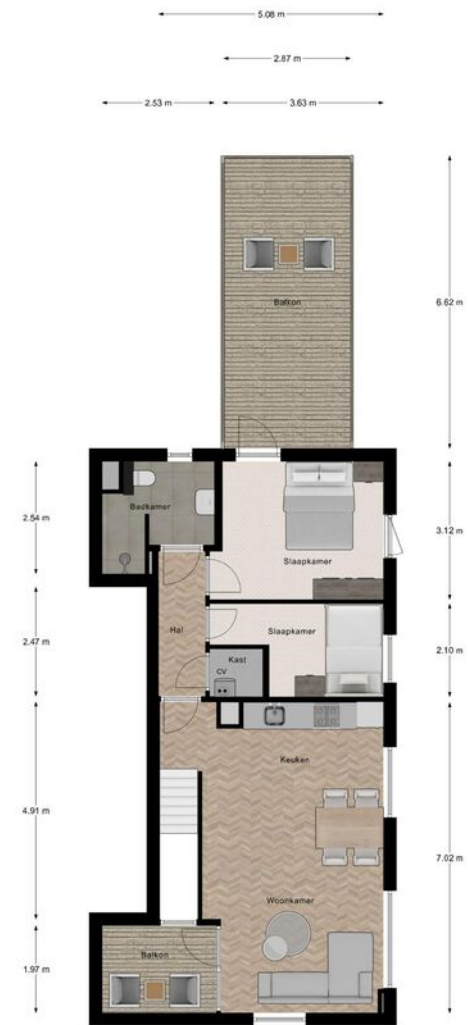 5.08 m
2.87 m
2.53 m
3.63 m
Balkon
6.62 m
2.54 m
Badkamer
3.12 m
Slaapkamer
2.47 m
Hal
Slaapkamer
2.10 m
Kast
CV
Keuken
4.91 m
7.02 m
Woonkamer
1.97 m
Balkon